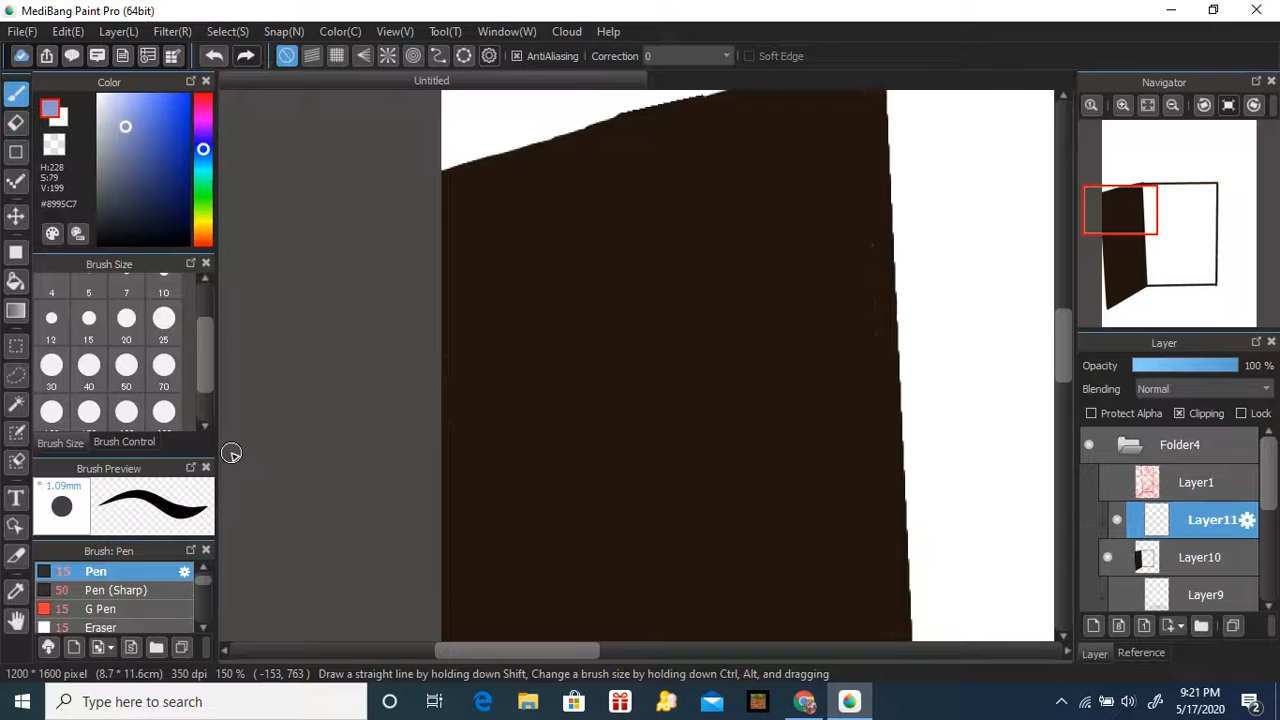 MediBang Paint Pro (64bit)
File(F) Edit(E) Layer(L) Filter(R) Select(S) Snap(N) Color(C) View(V) Tool(T) Window(W) Cloud Help
AntiAliasing Correction 0 Soft Edge
Color
Untitled
Navigator
H:228
S:79
V:199
#8995C7
Brush Size
4 5 7 10
12 15 20 25
30 40 50 70
Brush Size Brush Control
Brush Preview
* 1.09mm
Brush: Pen
15 Pen
50 Pen (Sharp)
15 G Pen
15 Eraser
Layer
Opacity 100 %
Blending Normal
Protect Alpha Clipping Lock
Folder4
Layer1
Layer11
Layer10
Layer9
Layer Reference
1200 * 1600 pixel (8.7 * 11.6cm) 350 dpi 150 % ( -153, 763) Draw a straight line by holding down Shift, Change a brush size by holding down Ctrl, Alt, and dragging
Type here to search
9:21 PM
5/17/2020
2